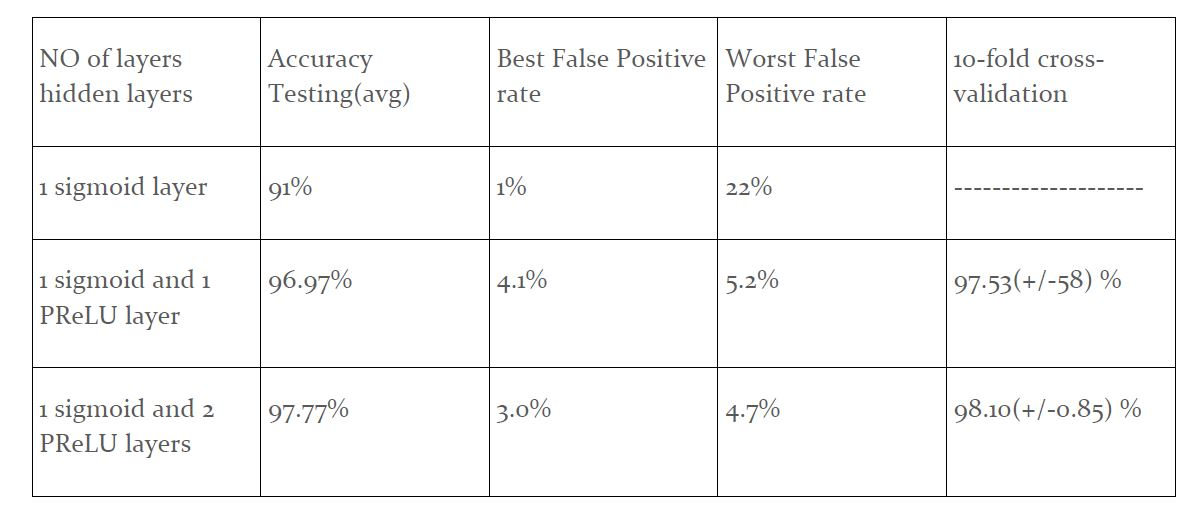 NO of layers
hidden layers
Accuracy
Testing(avg)
Best False Positive
rate
Worst False
Positive rate
10-fold cross-
validation
1 sigmoid layer
91%
1%
22%
--------------------
1 sigmoid and 1
PReLU layer
96.97%
4.1%
5.2%
97.53(+/-58) %
1 sigmoid and 2
PReLU layers
97.77%
3.0%
4.7%
98.10(+/-0.85) %